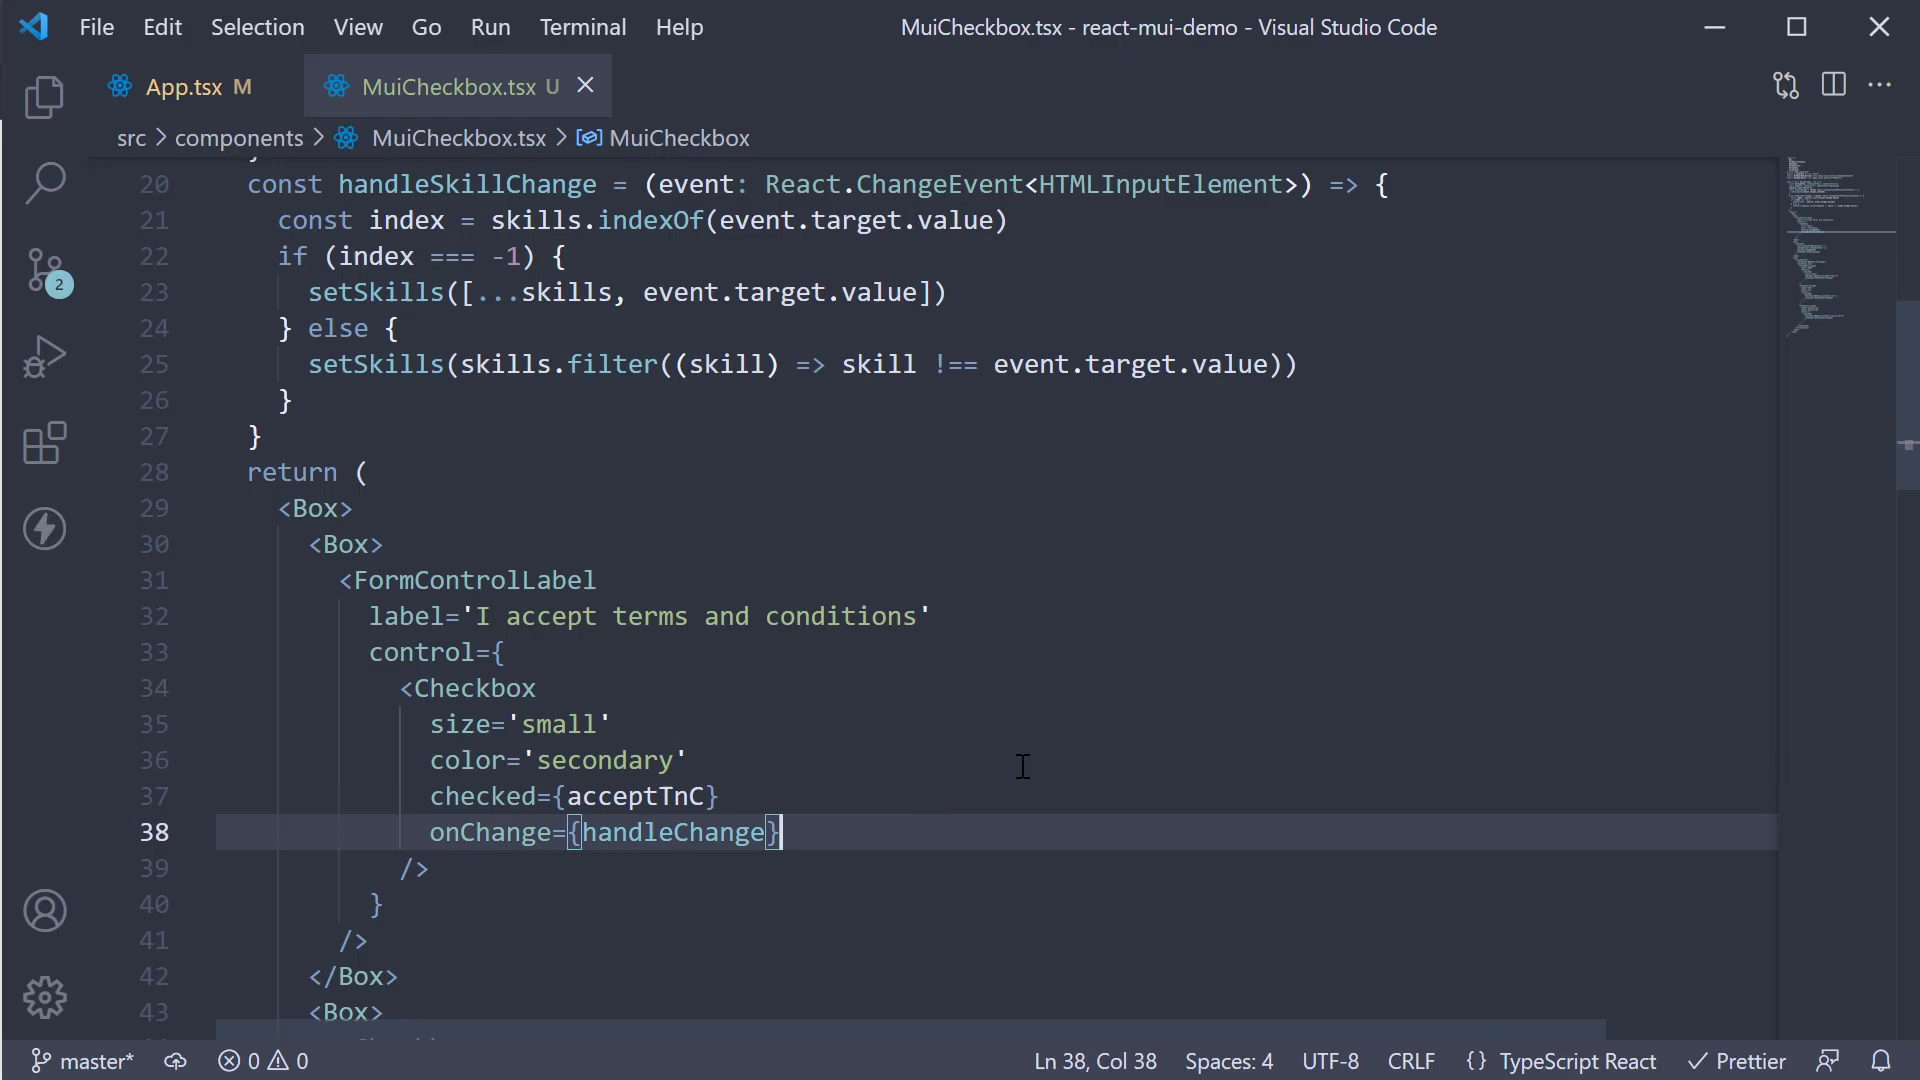 File Edit Selection View Go Run Terminal Help MuiCheckbox.tsx - react-mui-demo - Visual Studio Code
App.tsx M MuiCheckbox.tsx U
src > components > MuiCheckbox.tsx > MuiCheckbox
20 const handleSkillChange = (event: React.ChangeEvent<HTMLInputElement>) => {
21 const index = skills.indexOf(event.target.value)
22 if (index === -1) {
23 setSkills([...skills, event.target.value])
24 } else {
25 setSkills(skills.filter((skill) => skill !== event.target.value))
26 }
27 }
28 return (
29 <Box>
30 <Box>
31 <FormControlLabel
32 label='I accept terms and conditions'
33 control={
34 <Checkbox
35 size='small'
36 color='secondary'
37 checked={acceptTnC}
38 onChange={handleChange}
39 />
40 }
41 />
42 </Box>
43 <Box>
2
master* 0 0 Ln 38, Col 38 Spaces: 4 UTF-8 CRLF {} TypeScript React Prettier